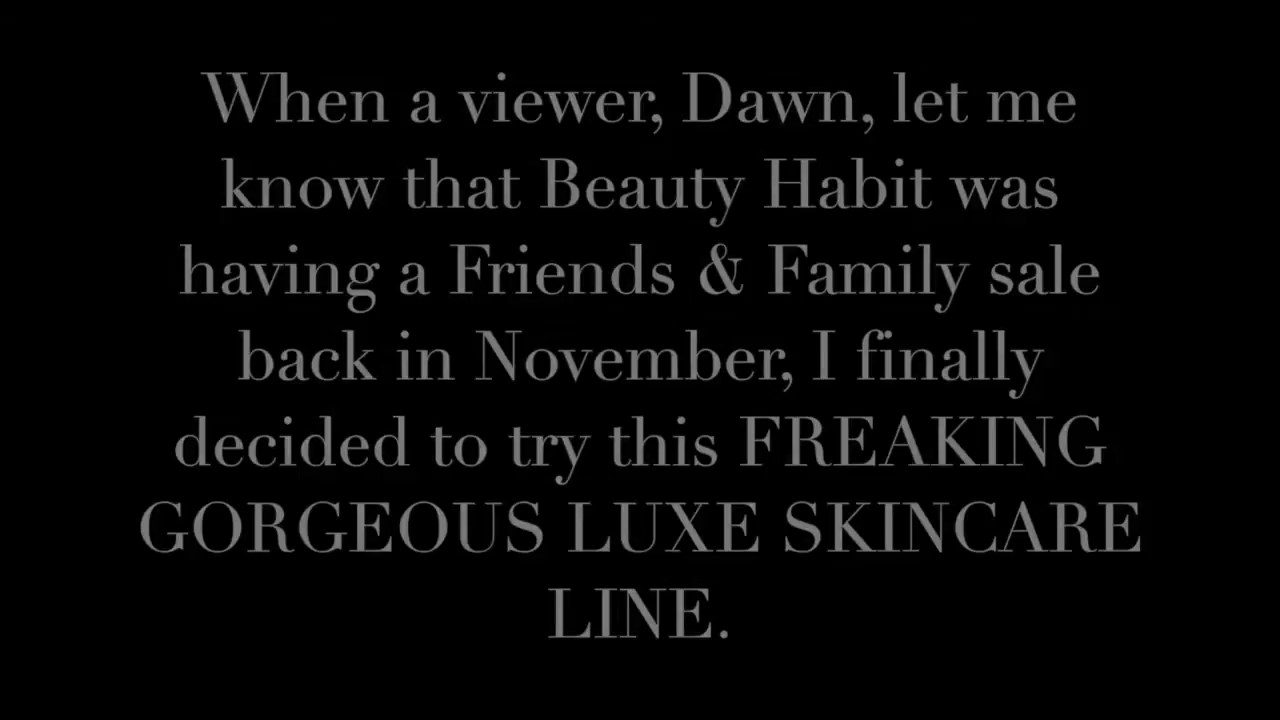 When a viewer, Dawn, let me
know that Beauty Habit was
having a Friends & Family sale
back in November, I finally
decided to try this FREAKING
GORGEOUS LUXE SKINCARE
LINE.